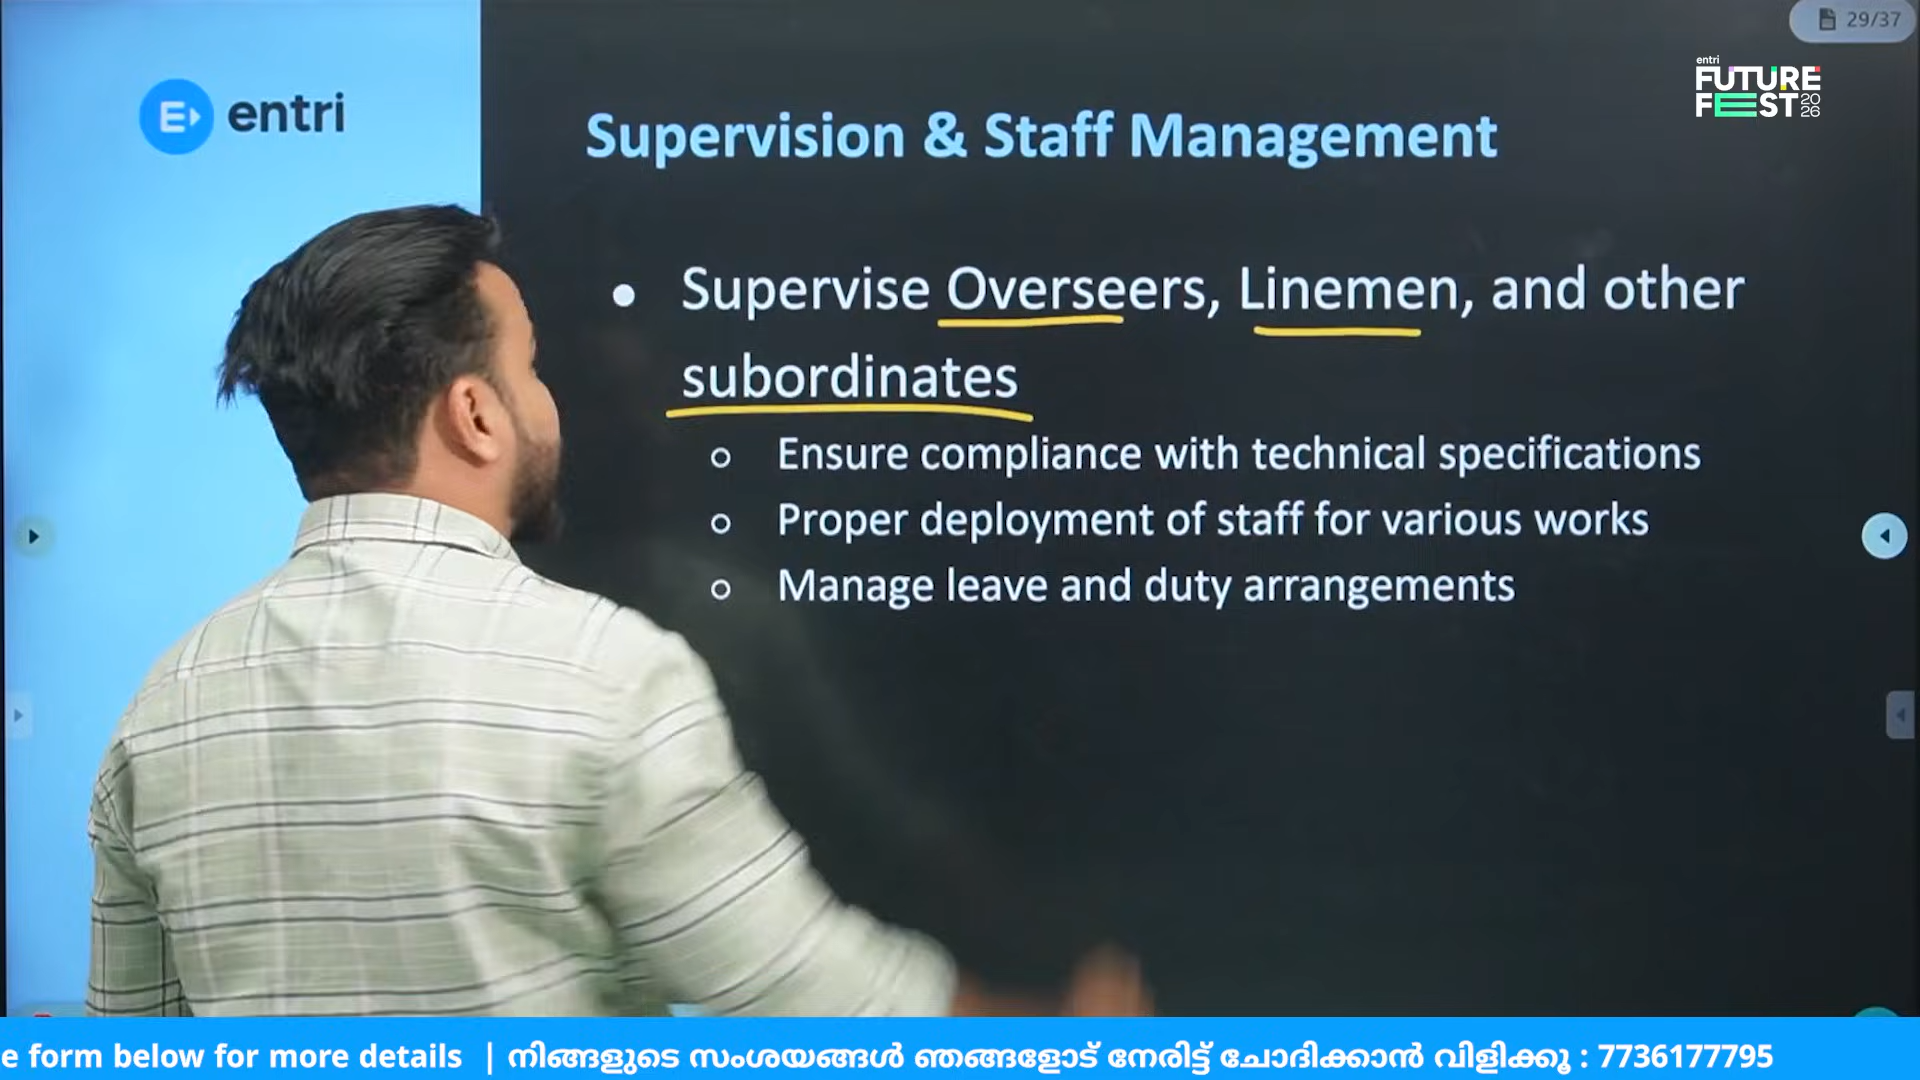 29/37
entri
FUTURE
FEST 20
26
E entri
Supervision & Staff Management
Supervise Overseers, Linemen, and other
subordinates
Ensure compliance with technical specifications
Proper deployment of staff for various works
Manage leave and duty arrangements
e form below for more details | നിങ്ങളുടെ സംശയങ്ങൾ ഞങ്ങളോട് നേരിട്ട് ചോദിക്കാൻ വിളിക്കൂ : 7736177795